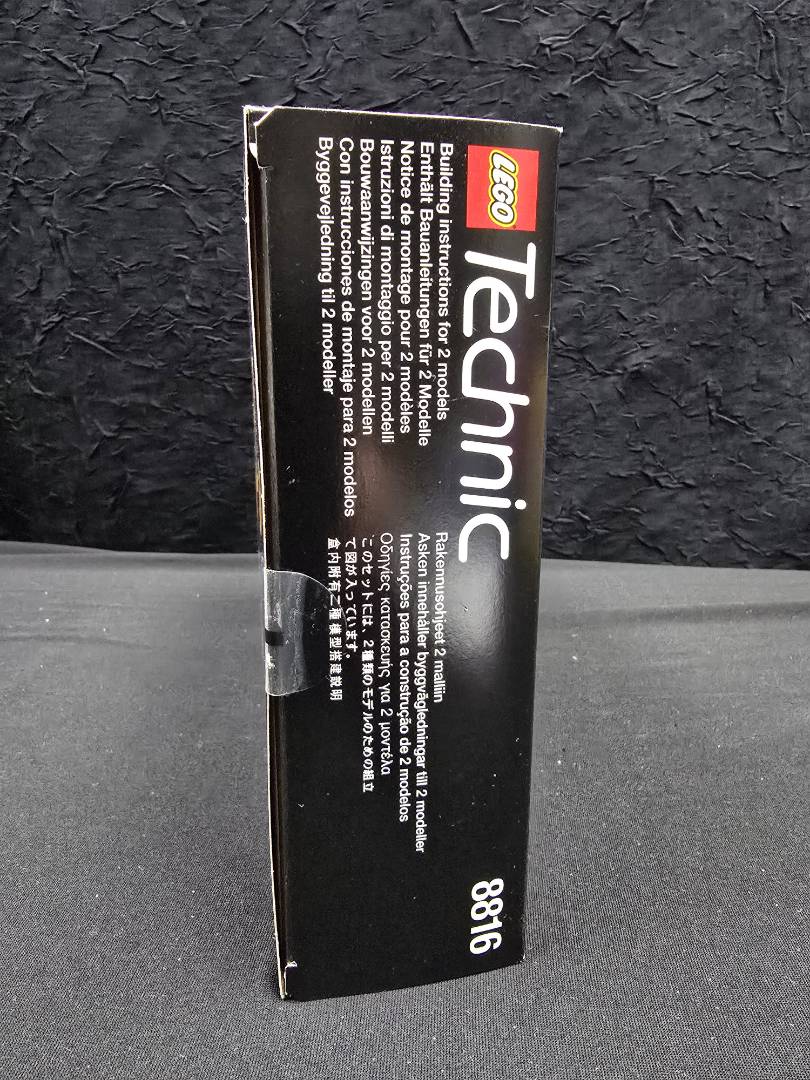 LEGO Technic
Building instructions for 2 models
Enthält Bauanleitungen für 2 Modelle
Notice de montage pour 2 modèles
Istruzioni di montaggio per 2 modelli
Bouwaanwijzingen voor 2 modellen
Con instrucciones de montaje para 2 modelos
Byggevejledning til 2 modeller
Rakennusohjeet 2 malliin
Asken innehåller byggvägledningar till 2 modeller
Instruções para a construção de 2 modelos
Οδηγίες κατασκευής για 2 μοντέλα
このセットには、2種類のモデルのための組立
て図が入っています。
盒内附有二種模型搭建説明
8816